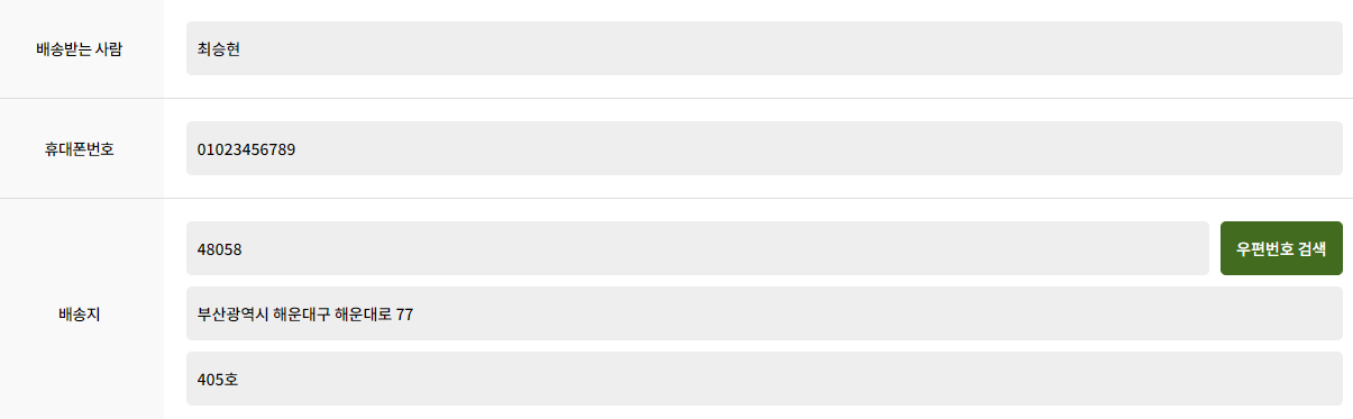 배송받는 사람 최승현
휴대폰번호 01023456789
48058 우편번호 검색
배송지 부산광역시 해운대구 해운대로 77
405호